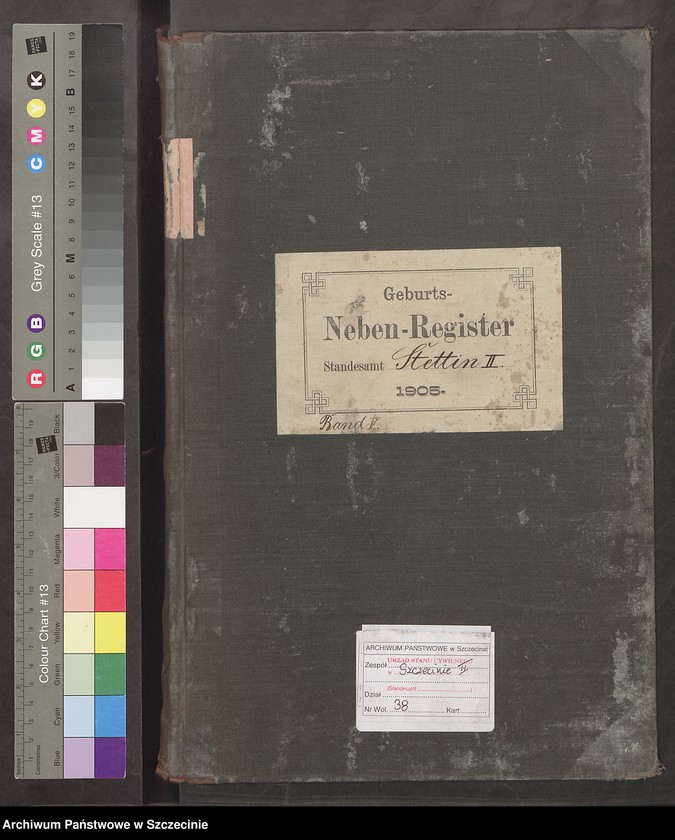 Geburts-
Neben-Register
Standesamt Stettin II.
1905-
Band V.
ARCHIWUM PAŃSTWOWE w Szczecinie
Zespół URZĄD STANU CYWILNEGO
w Szczecinie II
(Standesamt)
Dział
Nr Wol. 38 Kart
Grey Scale #13
R G B C M Y K
A 1 2 3 4 5 6 M 8 9 10 11 12 13 14 15 B 17 18 19
Colour Chart #13
Blue Cyan Green Yellow Red Magenta White 3/Color Black
Inches
Centimetres
Archiwum Państwowe w Szczecinie